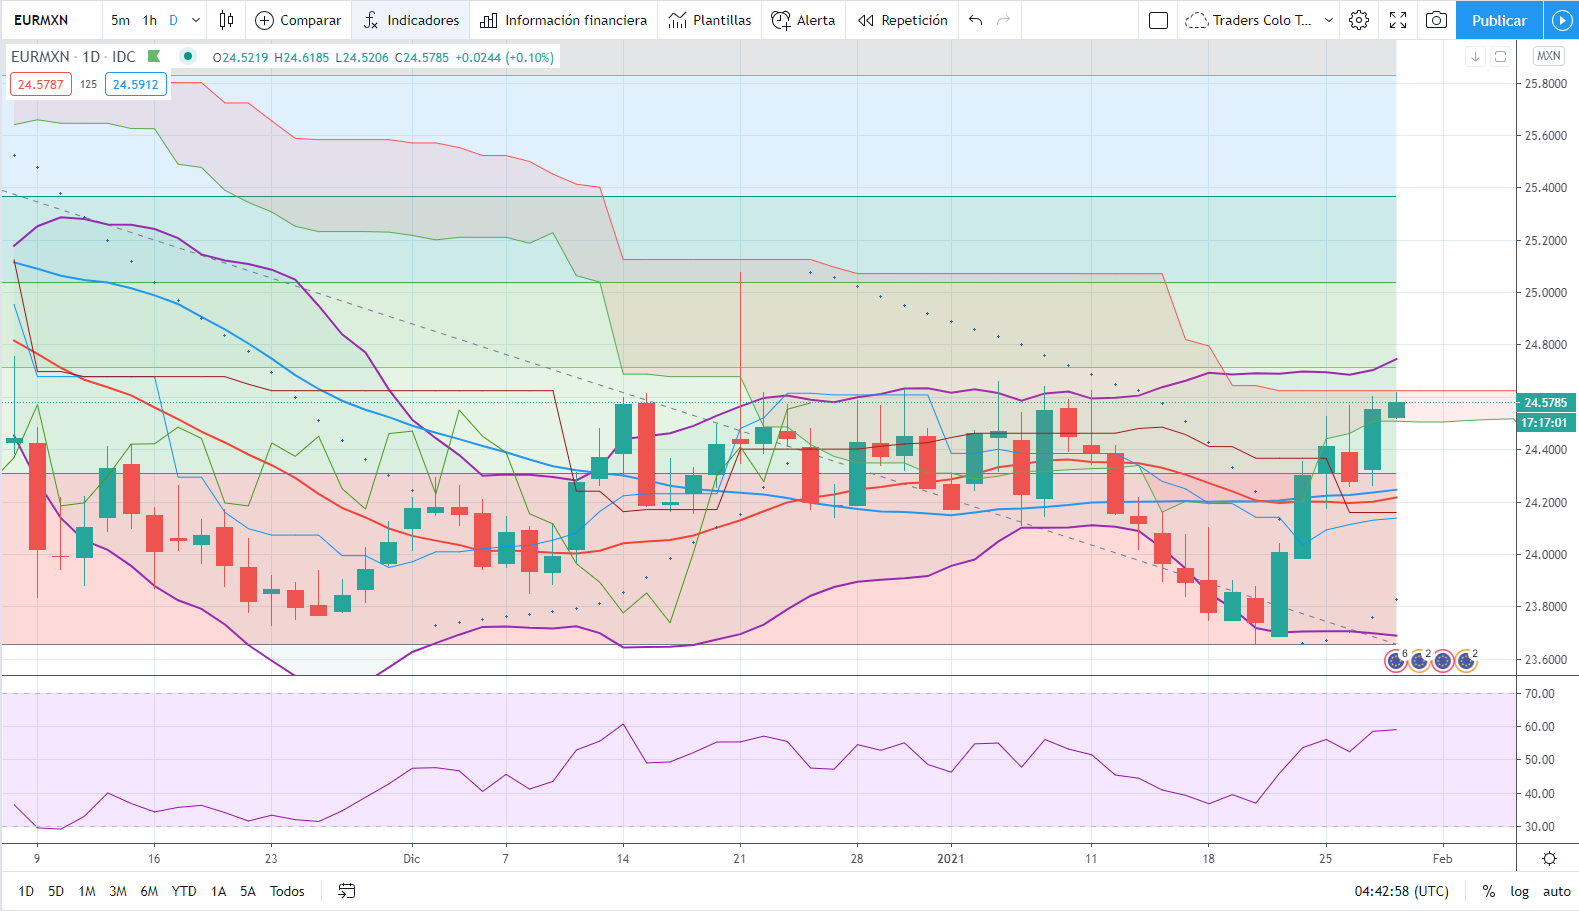 EURMXN 5m 1h D Comparar Indicadores Información financiera Plantillas Alerta Repetición Traders Colo T... Publicar
EURMXN · 1D · IDC O24.5219 H24.6185 L24.5206 C24.5785 +0.0244 (+0.10%)
MXN
24.5787 125 24.5912
25.8000
25.6000
25.4000
25.2000
25.0000
24.8000
24.5785
17:17:01
24.4000
24.2000
24.0000
23.8000
23.6000
6 2 2
70.00
60.00
50.00
40.00
30.00
9 16 23 Dic 7 14 21 28 2021 11 18 25 Feb
1D 5D 1M 3M 6M YTD 1A 5A Todos 04:42:58 (UTC) % log auto